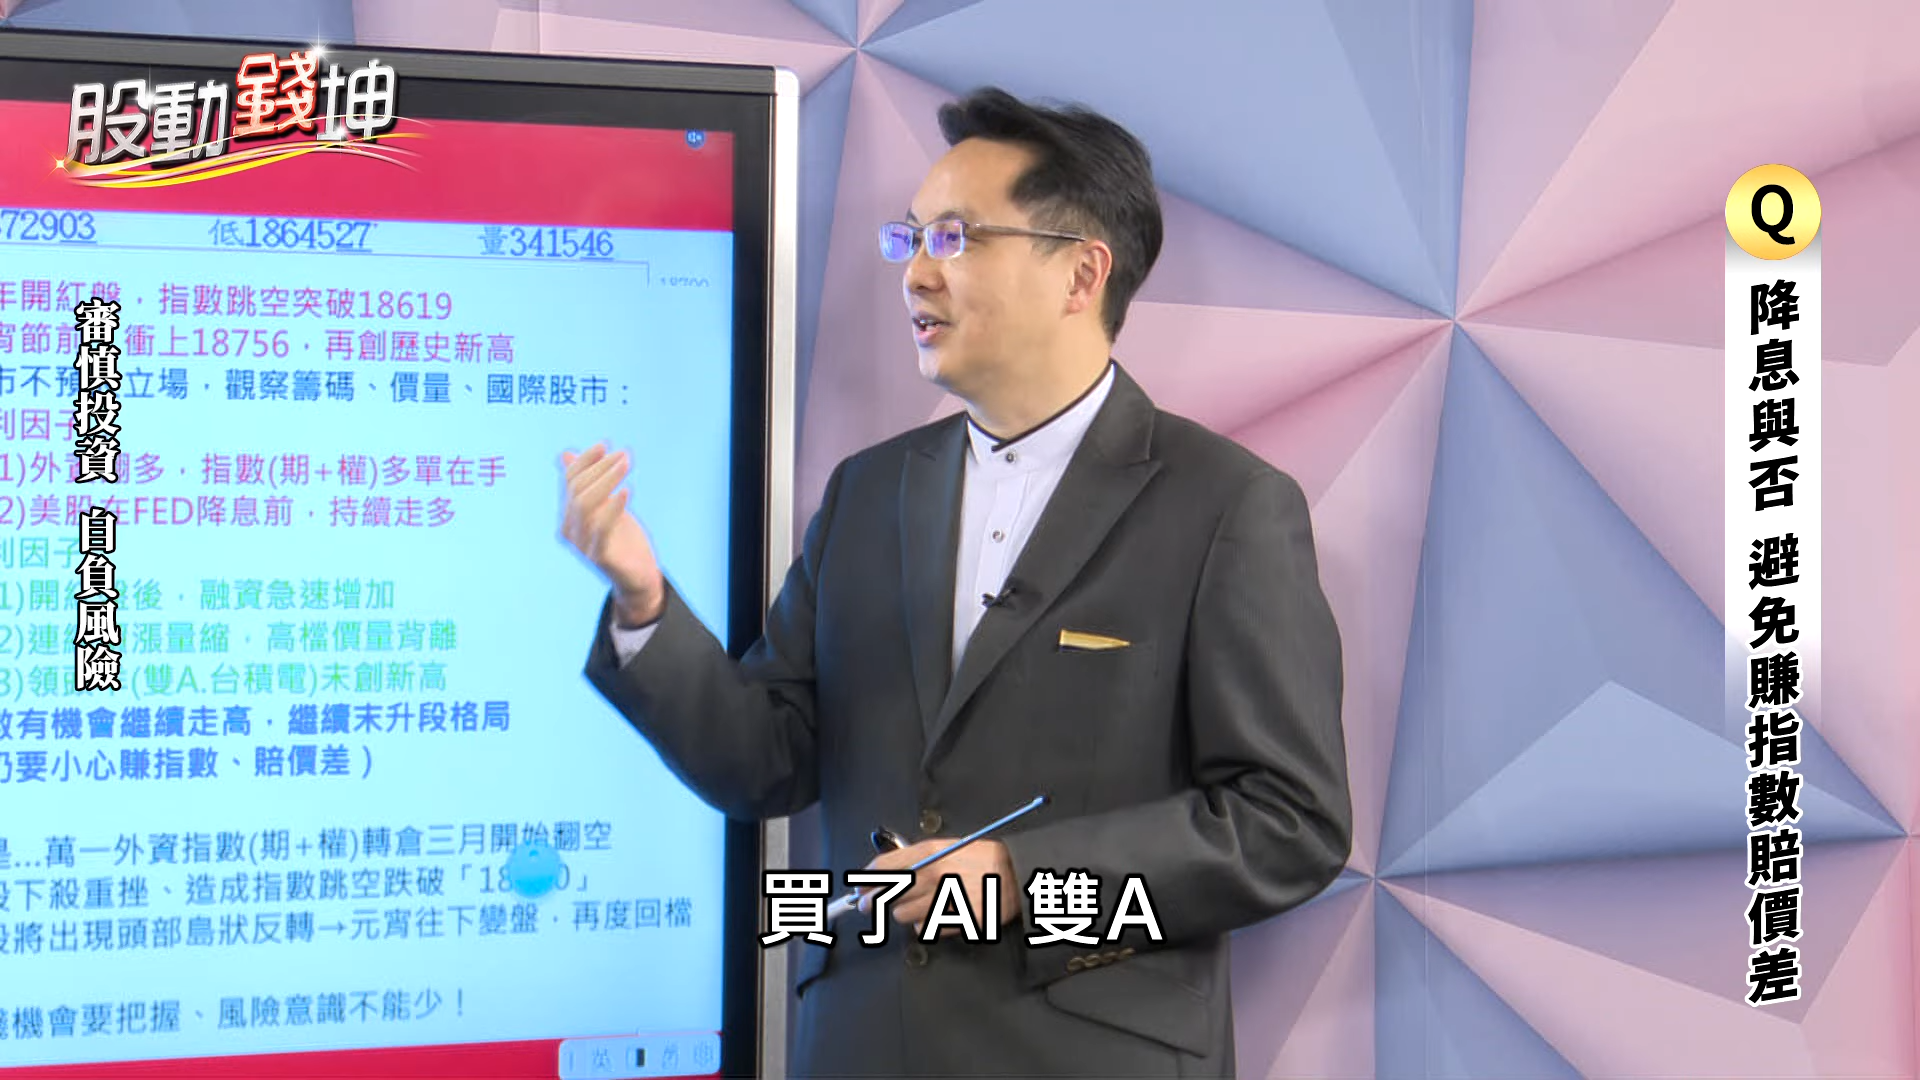 股動錢坤
72903 低1864527 量341546
年開紅盤，指數跳空突破18619
宵節前 衝上18756，再創歷史新高
市不預 立場，觀察籌碼、價量、國際股市：
利因子
1)外資翻多，指數(期+權)多單在手
2)美股在FED降息前，持續走多
利因子
1)開紅盤後，融資急速增加
2)連續 漲量縮，高檔價量背離
3)領頭羊(雙A.台積電)未創新高
數有機會繼續走高，繼續末升段格局
仍要小心賺指數、賠價差）
是...萬一外資指數(期+權)轉倉三月開始翻空
股下殺重挫、造成指數跳空跌破「18 0」
股將出現頭部島狀反轉→元宵往下變盤，再度回檔
機會要把握、風險意識不能少！
英
審慎投資 自負風險
Q
降息與否 避免賺指數賠價差
買了AI 雙A